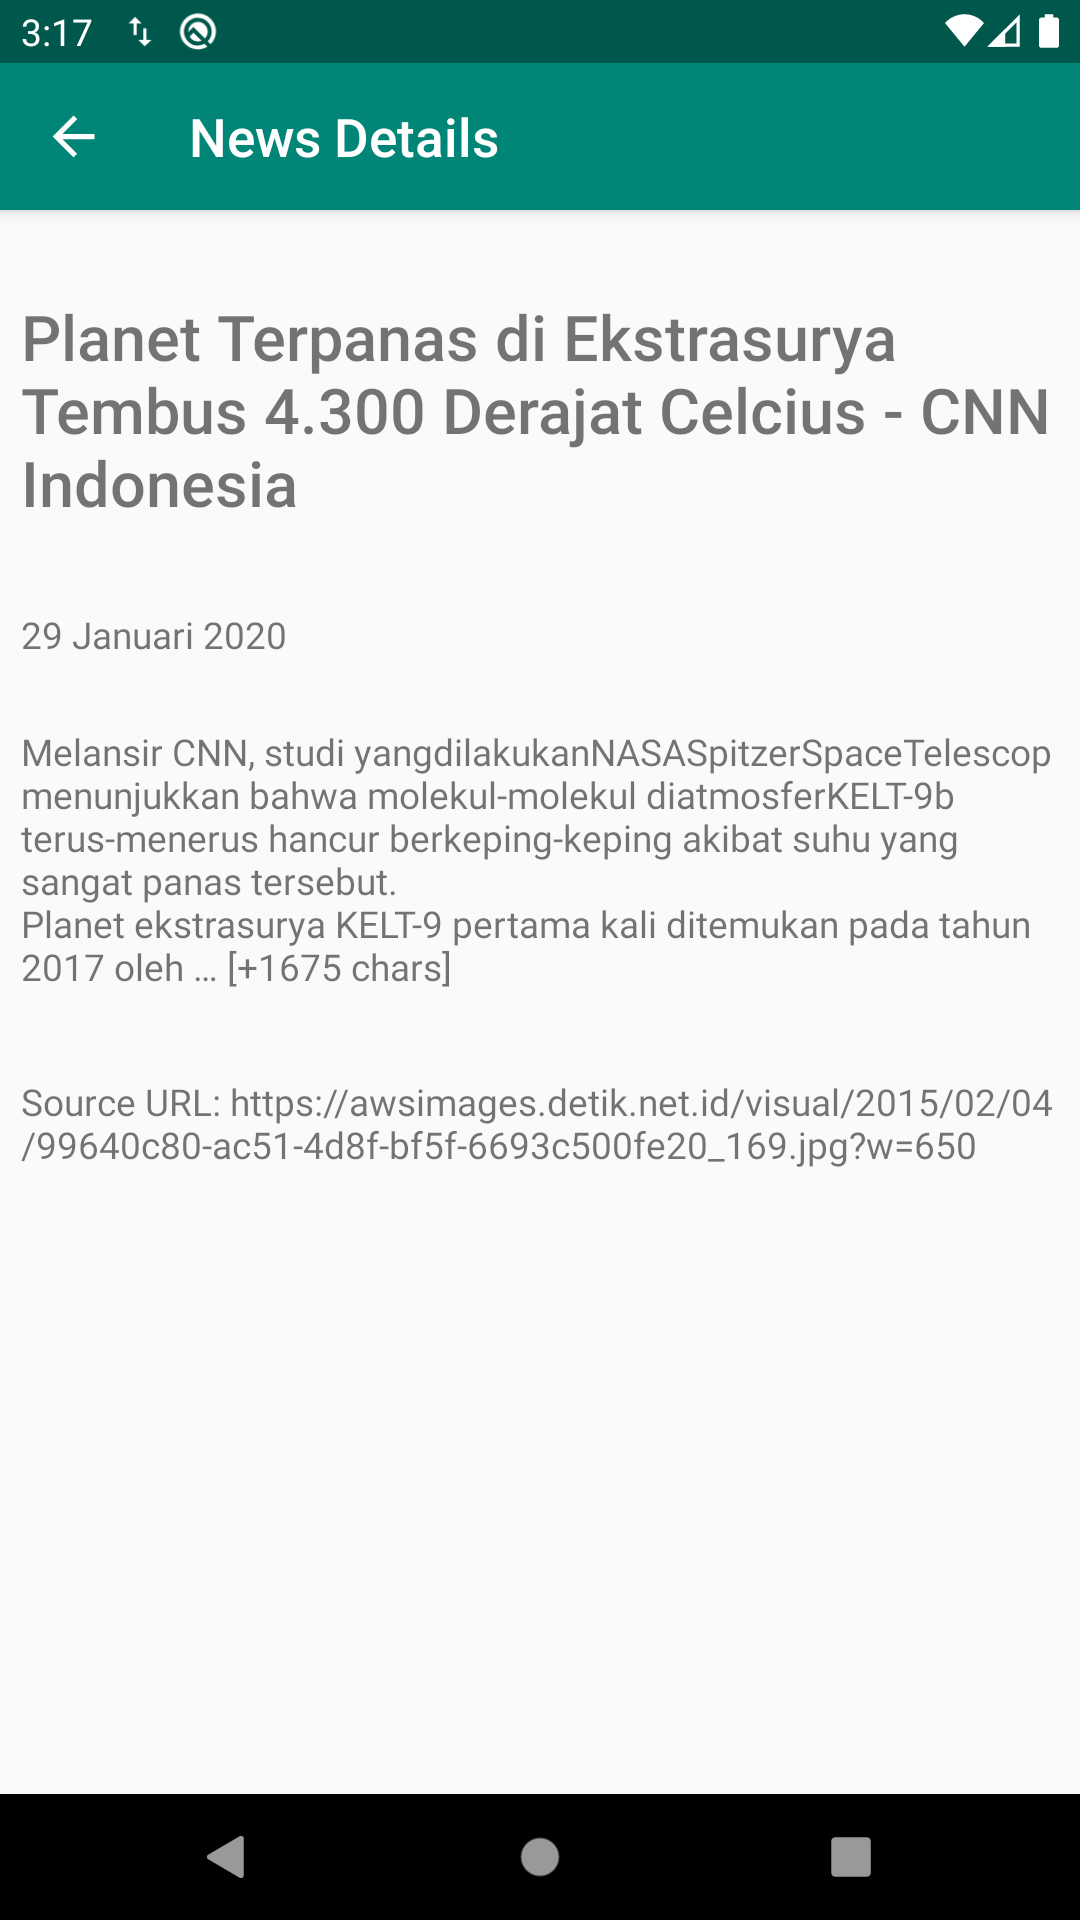 3:17
News Details
Planet Terpanas di Ekstrasurya
Tembus 4.300 Derajat Celcius - CNN
Indonesia
29 Januari 2020
Melansir CNN, studi yangdilakukanNASASpitzerSpaceTelescop
menunjukkan bahwa molekul-molekul diatmosferKELT-9b
terus-menerus hancur berkeping-keping akibat suhu yang
sangat panas tersebut.
Planet ekstrasurya KELT-9 pertama kali ditemukan pada tahun
2017 oleh … [+1675 chars]
Source URL: https://awsimages.detik.net.id/visual/2015/02/04
/99640c80-ac51-4d8f-bf5f-6693c500fe20_169.jpg?w=650